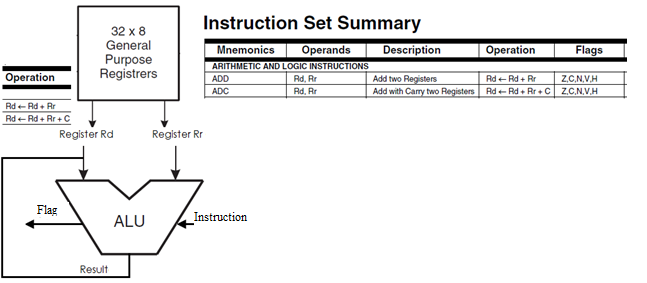 32 x 8
General
Purpose
Registrers
Instruction Set Summary
Mnemonics Operands Description Operation Flags
ARITHMETIC AND LOGIC INSTRUCTIONS
ADD Rd, Rr Add two Registers Rd ← Rd + Rr Z,C,N,V,H
ADC Rd, Rr Add with Carry two Registers Rd ← Rd + Rr + C Z,C,N,V,H
Operation
Rd ← Rd + Rr
Rd ← Rd + Rr + C
Register Rd Register Rr
Flag
ALU
Instruction
Result